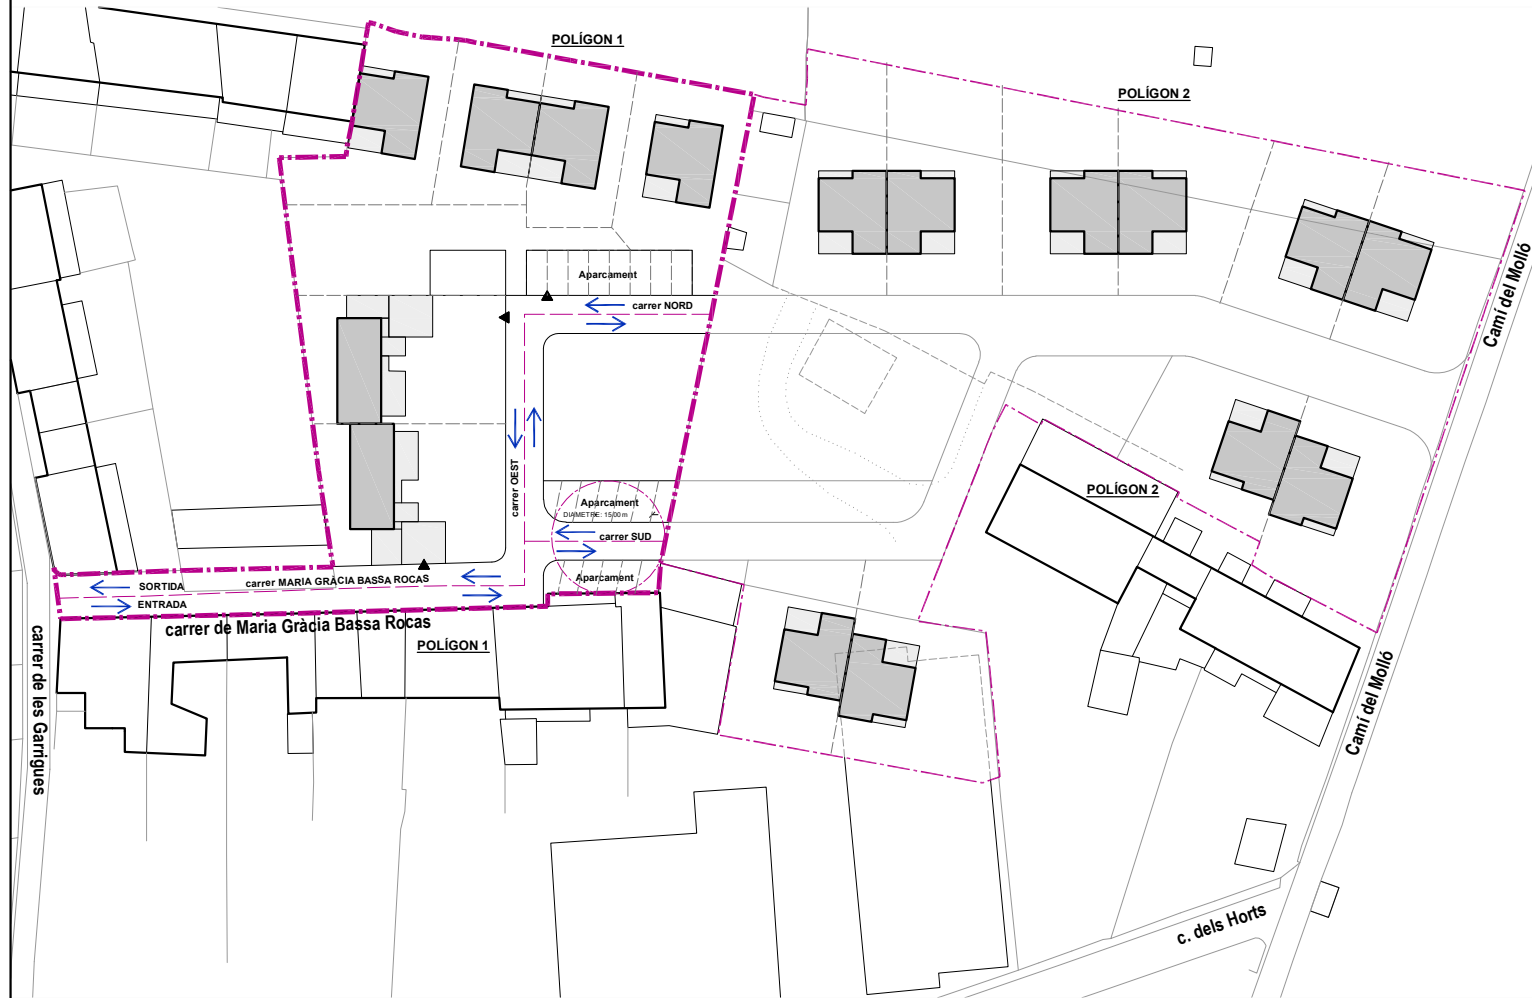 POLÍGON 1
POLÍGON 2
Aparcament
carrer NORD
Camí del Molló
carrer OEST
Aparcament
DIAMETRE: 15,00 m
carrer SUD
POLÍGON 2
Aparcament
SORTIDA
carrer MARIA GRÀCIA BASSA ROCAS
ENTRADA
carrer de Maria Gràcia Bassa Rocas
POLÍGON 1
carrer de les Garrigues
Camí del Molló
c. dels Horts